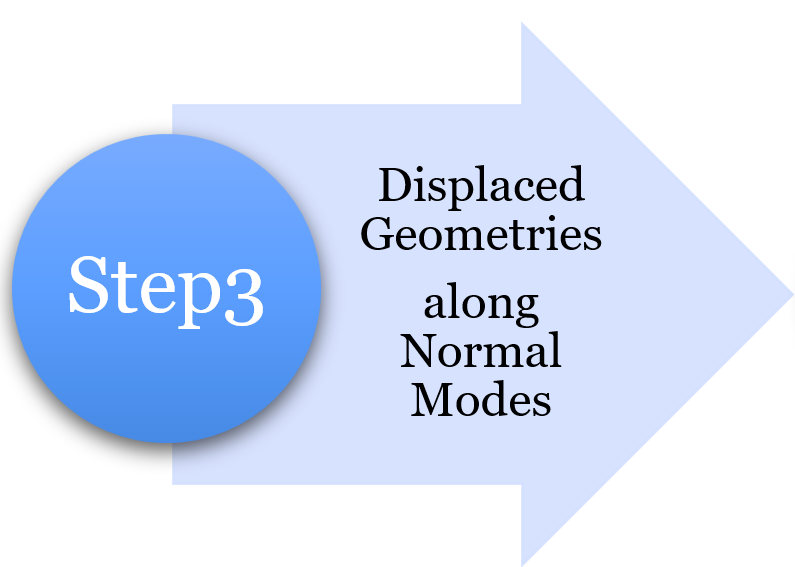 Step3
Displaced
Geometries
along
Normal
Modes